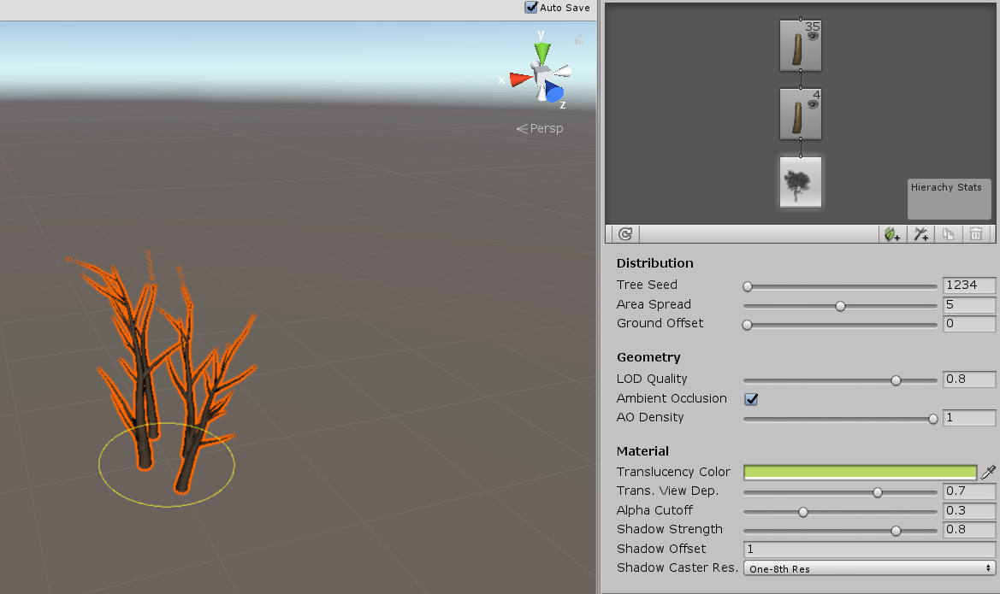 Auto Save
y
x
z
Persp
35
4
Hierachy Stats
Distribution
Tree Seed 1234
Area Spread 5
Ground Offset 0
Geometry
LOD Quality 0.8
Ambient Occlusion
AO Density 1
Material
Translucency Color
Trans. View Dep. 0.7
Alpha Cutoff 0.3
Shadow Strength 0.8
Shadow Offset 1
Shadow Caster Res. One-8th Res